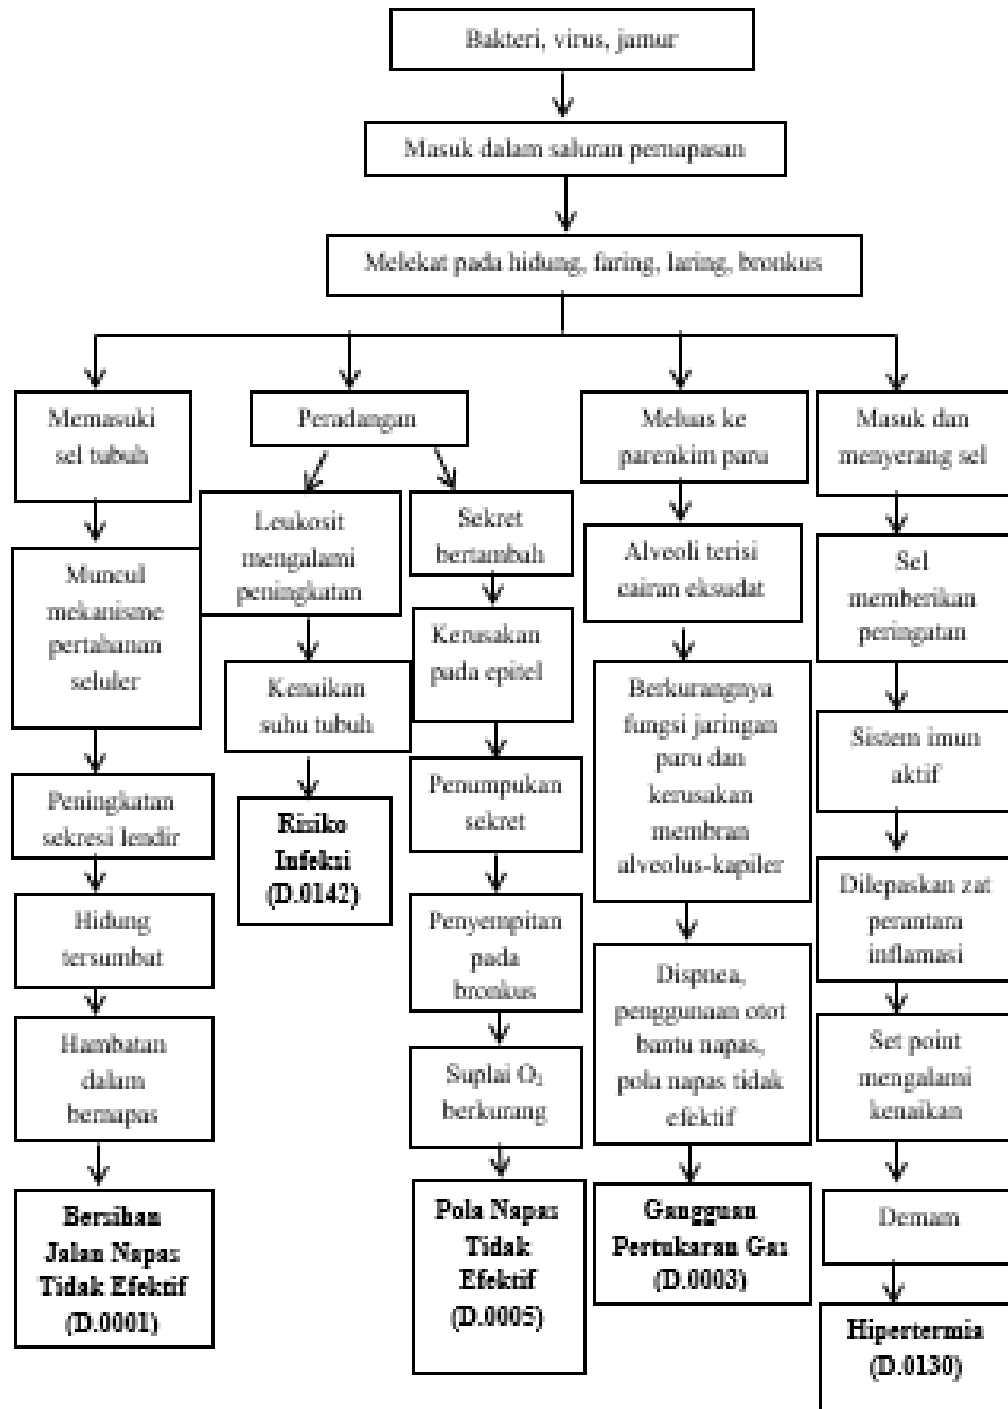 Bakteri, virus, jamur
Masuk dalam saluran pernapasan
Melekat pada hidung, faring, laring, bronkus
Memasuki
sel tubuh
Muncul
mekanisme
pertahanan
seluler
Peningkatan
sekresi lendir
Hidung
tersumbat
Hambatan
dalam
bernapas
Bersihan
Jalan Napas
Tidak Efektif
(D.0001)
Peradangan
Leukosit
mengalami
peningkatan
Kenaikan
suhu tubuh
Risiko
Infeksi
(D.0142)
Sekret
bertambah
Kerusakan
pada epitel
Penumpukan
sekret
Penyempitan
pada
bronkus
Suplai O₂
berkurang
Pola Napas
Tidak
Efektif
(D.0005)
Meluas ke
parenkim paru
Alveoli terisi
cairan eksudat
Berkurangnya
fungsi jaringan
paru dan
kerusakan
membran
alveolus-kapiler
Dispnea,
penggunaan otot
bantu napas,
pola napas tidak
efektif
Gangguan
Pertukaran Gas
(D.0003)
Masuk dan
menyerang sel
Sel
memberikan
peringatan
Sistem imun
aktif
Dilepaskan zat
perantara
inflamasi
Set point
mengalami
kenaikan
Demam
Hipertermia
(D.0130)